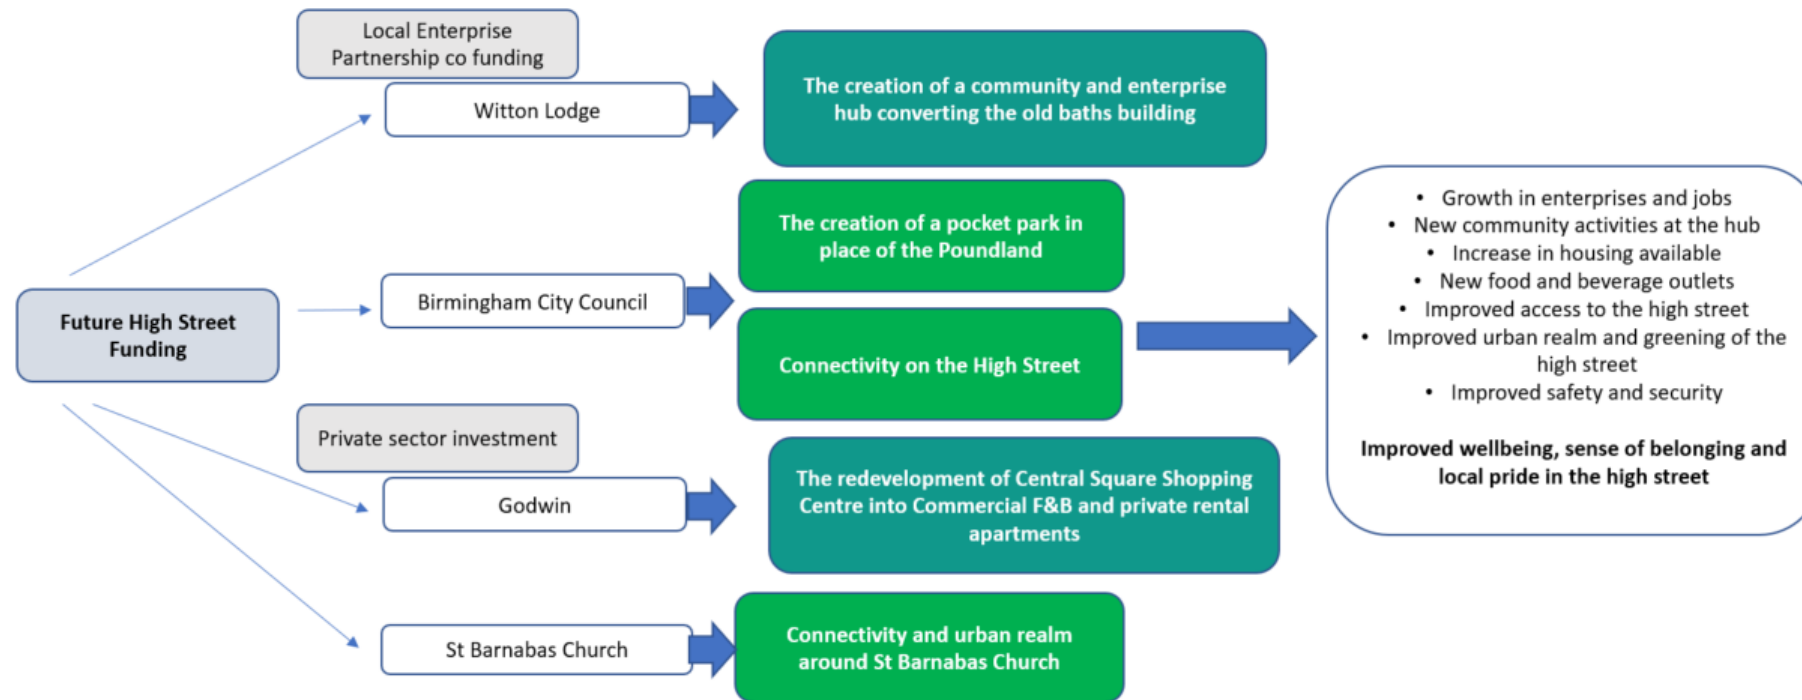 Local Enterprise
Partnership co funding
Witton Lodge
The creation of a community and enterprise
hub converting the old baths building
Future High Street
Funding
Birmingham City Council
The creation of a pocket park in
place of the Poundland
Connectivity on the High Street
Private sector investment
Godwin
The redevelopment of Central Square Shopping
Centre into Commercial F&B and private rental
apartments
St Barnabas Church
Connectivity and urban realm
around St Barnabas Church
• Growth in enterprises and jobs
• New community activities at the hub
• Increase in housing available
• New food and beverage outlets
• Improved access to the high street
• Improved urban realm and greening of the
high street
• Improved safety and security
Improved wellbeing, sense of belonging and
local pride in the high street